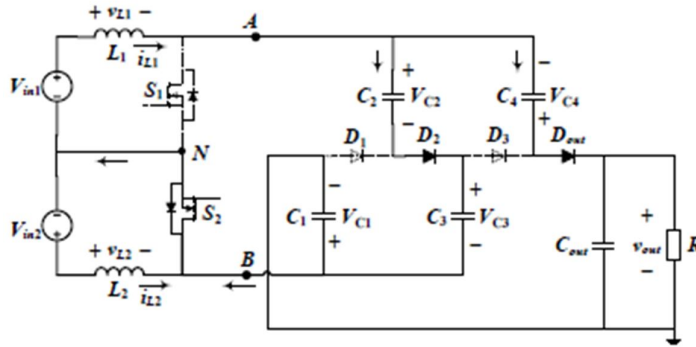 + vL1 −
A
L1
iL1
Vin1
S1
C2
+
VC2
−
C4
−
VC4
+
N
D1
D2
D3
Dout
S2
Vin2
C1
−
VC1
+
C3
+
VC3
−
Cout
+
vout
−
R
+ vL2 −
B
L2
iL2